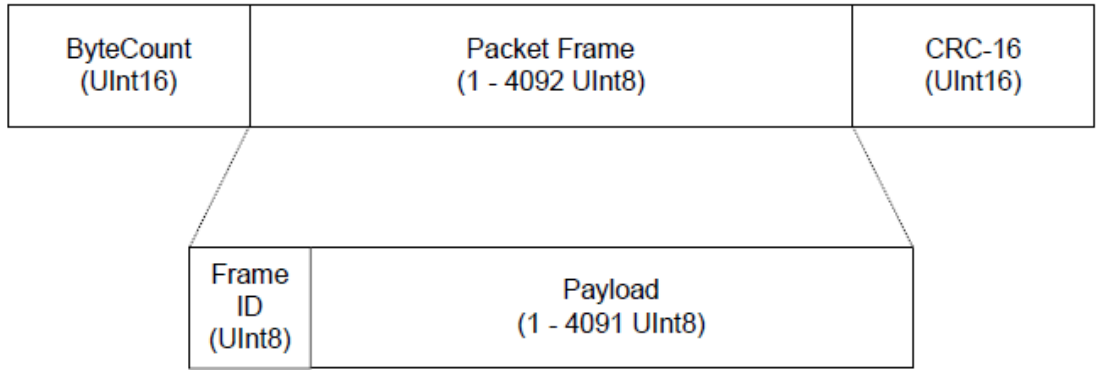 ByteCount
(UInt16)
Packet Frame
(1 - 4092 UInt8)
CRC-16
(UInt16)
Frame
ID
(UInt8)
Payload
(1 - 4091 UInt8)